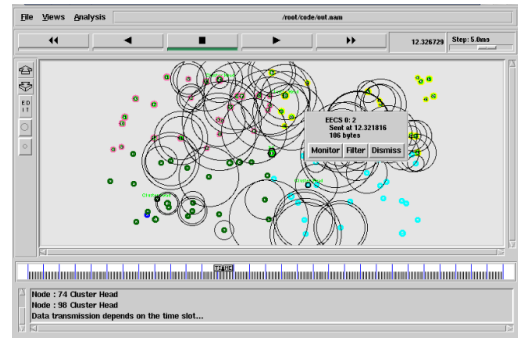 File Views Analysis /root/code/out.nam
12.326729 Step: 5.0ms
ED
IT
EECS 0: 2
Sent at 12.321816
106 bytes
Monitor Filter Dismiss
Node : 74 Cluster Head
Node : 98 Cluster Head
Data transmission depends on the time slot...